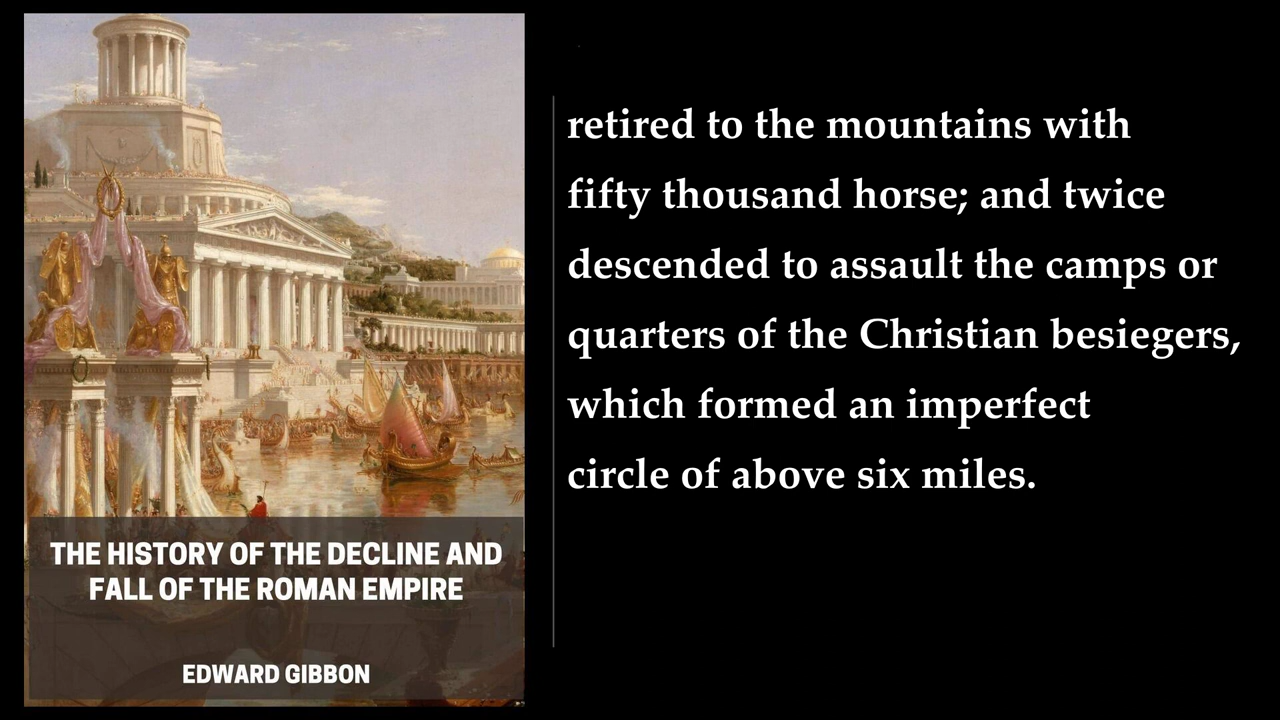 retired to the mountains with
fifty thousand horse; and twice
descended to assault the camps or
quarters of the Christian besiegers,
which formed an imperfect
circle of above six miles.
THE HISTORY OF THE DECLINE AND
FALL OF THE ROMAN EMPIRE
EDWARD GIBBON